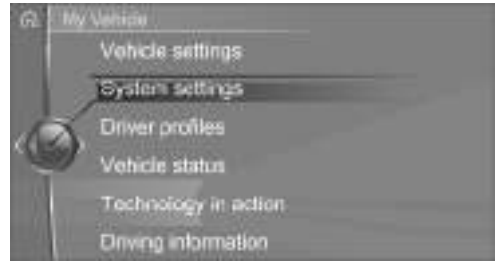 My Vehicle
Vehicle settings
System settings
Driver profiles
Vehicle status
Technology in action
Driving information